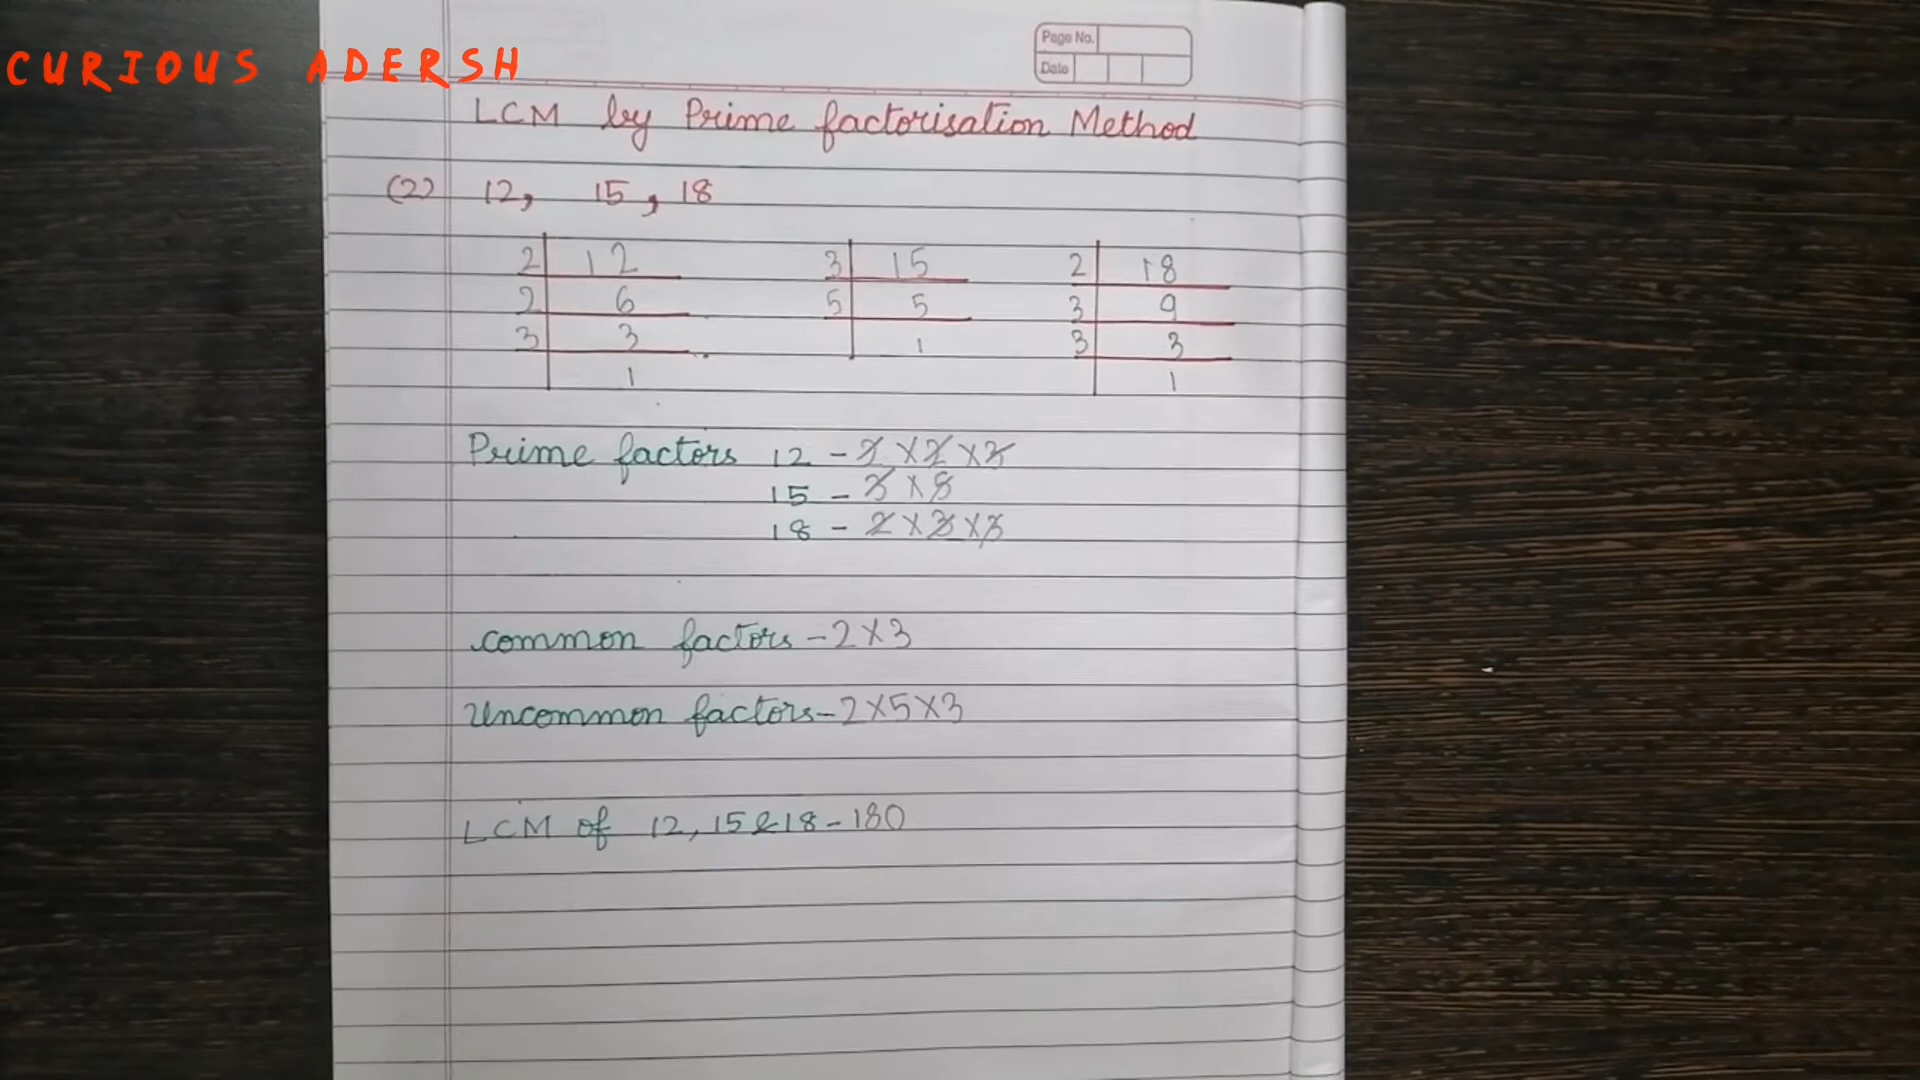 CURIOUS ADERSH
Page No.
Date
LCM by Prime factorisation Method
(2) 12, 15, 18
2 12 3 15 2 18
2 6 5 5 3 9
3 3 1 3 3
1 1
Prime factors 12 - 2 × 2 × 3
15 - 3 × 5
18 - 2 × 3 × 3
common factors - 2 × 3
Uncommon factors - 2 × 5 × 3
LCM of 12, 15 & 18 - 180